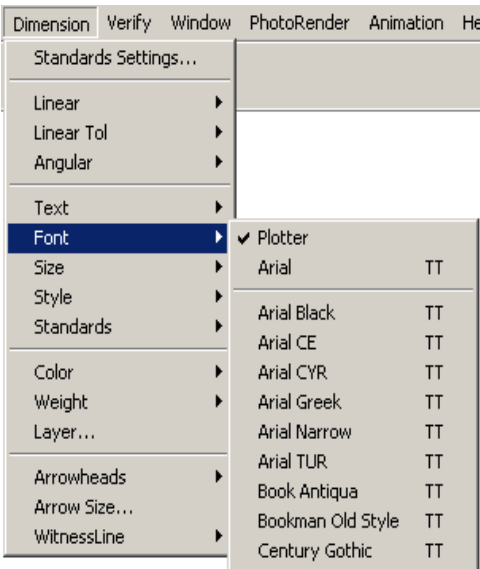 Dimension Verify Window PhotoRender Animation He
Standards Settings...
Linear
Linear Tol
Angular
Text
Font
Size
Style
Standards
Color
Weight
Layer...
Arrowheads
Arrow Size...
WitnessLine
Plotter
Arial TT
Arial Black TT
Arial CE TT
Arial CYR TT
Arial Greek TT
Arial Narrow TT
Arial TUR TT
Book Antiqua TT
Bookman Old Style TT
Century Gothic TT